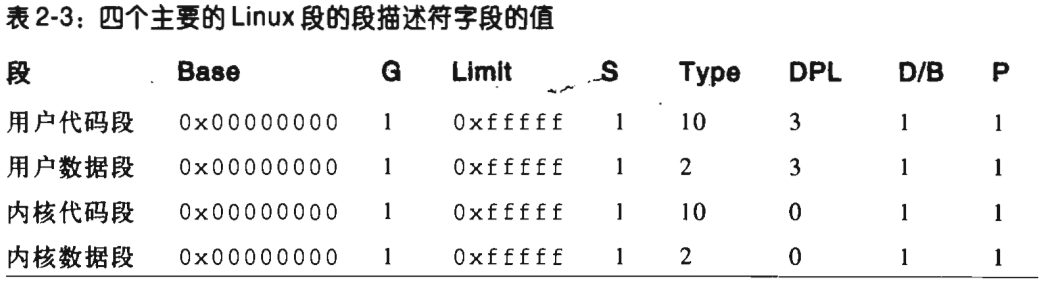 表 2-3：四个主要的 Linux 段的段描述符字段的值
段 Base G Limit S Type DPL D/B P
用户代码段 0x00000000 1 0xfffff 1 10 3 1 1
用户数据段 0x00000000 1 0xfffff 1 2 3 1 1
内核代码段 0x00000000 1 0xfffff 1 10 0 1 1
内核数据段 0x00000000 1 0xfffff 1 2 0 1 1